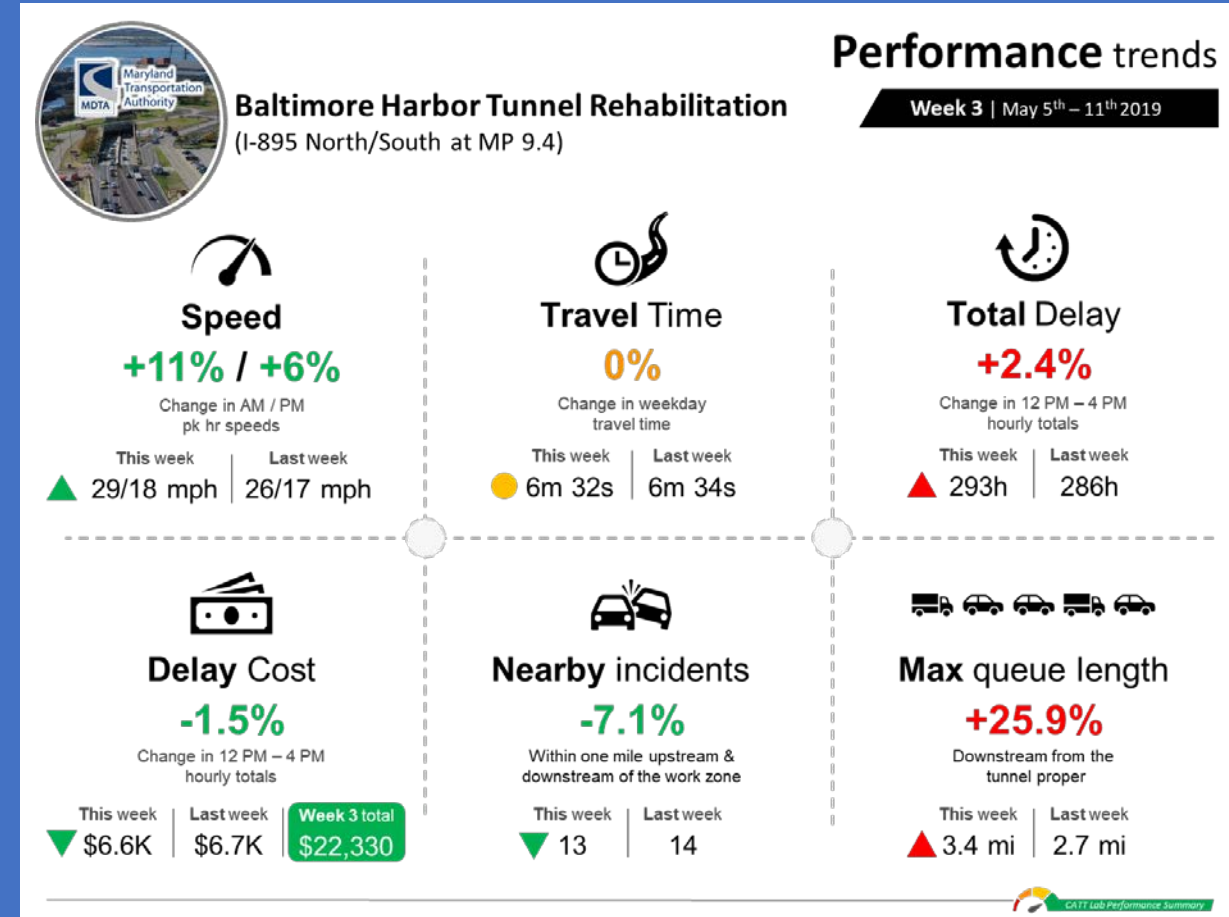 Performance trends
Maryland
Transportation
Authority
MDTA
Baltimore Harbor Tunnel Rehabilitation
(I-895 North/South at MP 9.4)
Week 3 | May 5th – 11th 2019
Speed
+11% / +6%
Change in AM / PM
pk hr speeds
This week | Last week
29/18 mph | 26/17 mph
Travel Time
0%
Change in weekday
travel time
This week | Last week
6m 32s | 6m 34s
Total Delay
+2.4%
Change in 12 PM – 4 PM
hourly totals
This week | Last week
293h | 286h
Delay Cost
-1.5%
Change in 12 PM – 4 PM
hourly totals
This week | Last week | Week 3 total
$6.6K | $6.7K | $22,330
Nearby incidents
-7.1%
Within one mile upstream &
downstream of the work zone
This week | Last week
13 | 14
Max queue length
+25.9%
Downstream from the
tunnel proper
This week | Last week
3.4 mi | 2.7 mi
CATT Lab Performance Summary